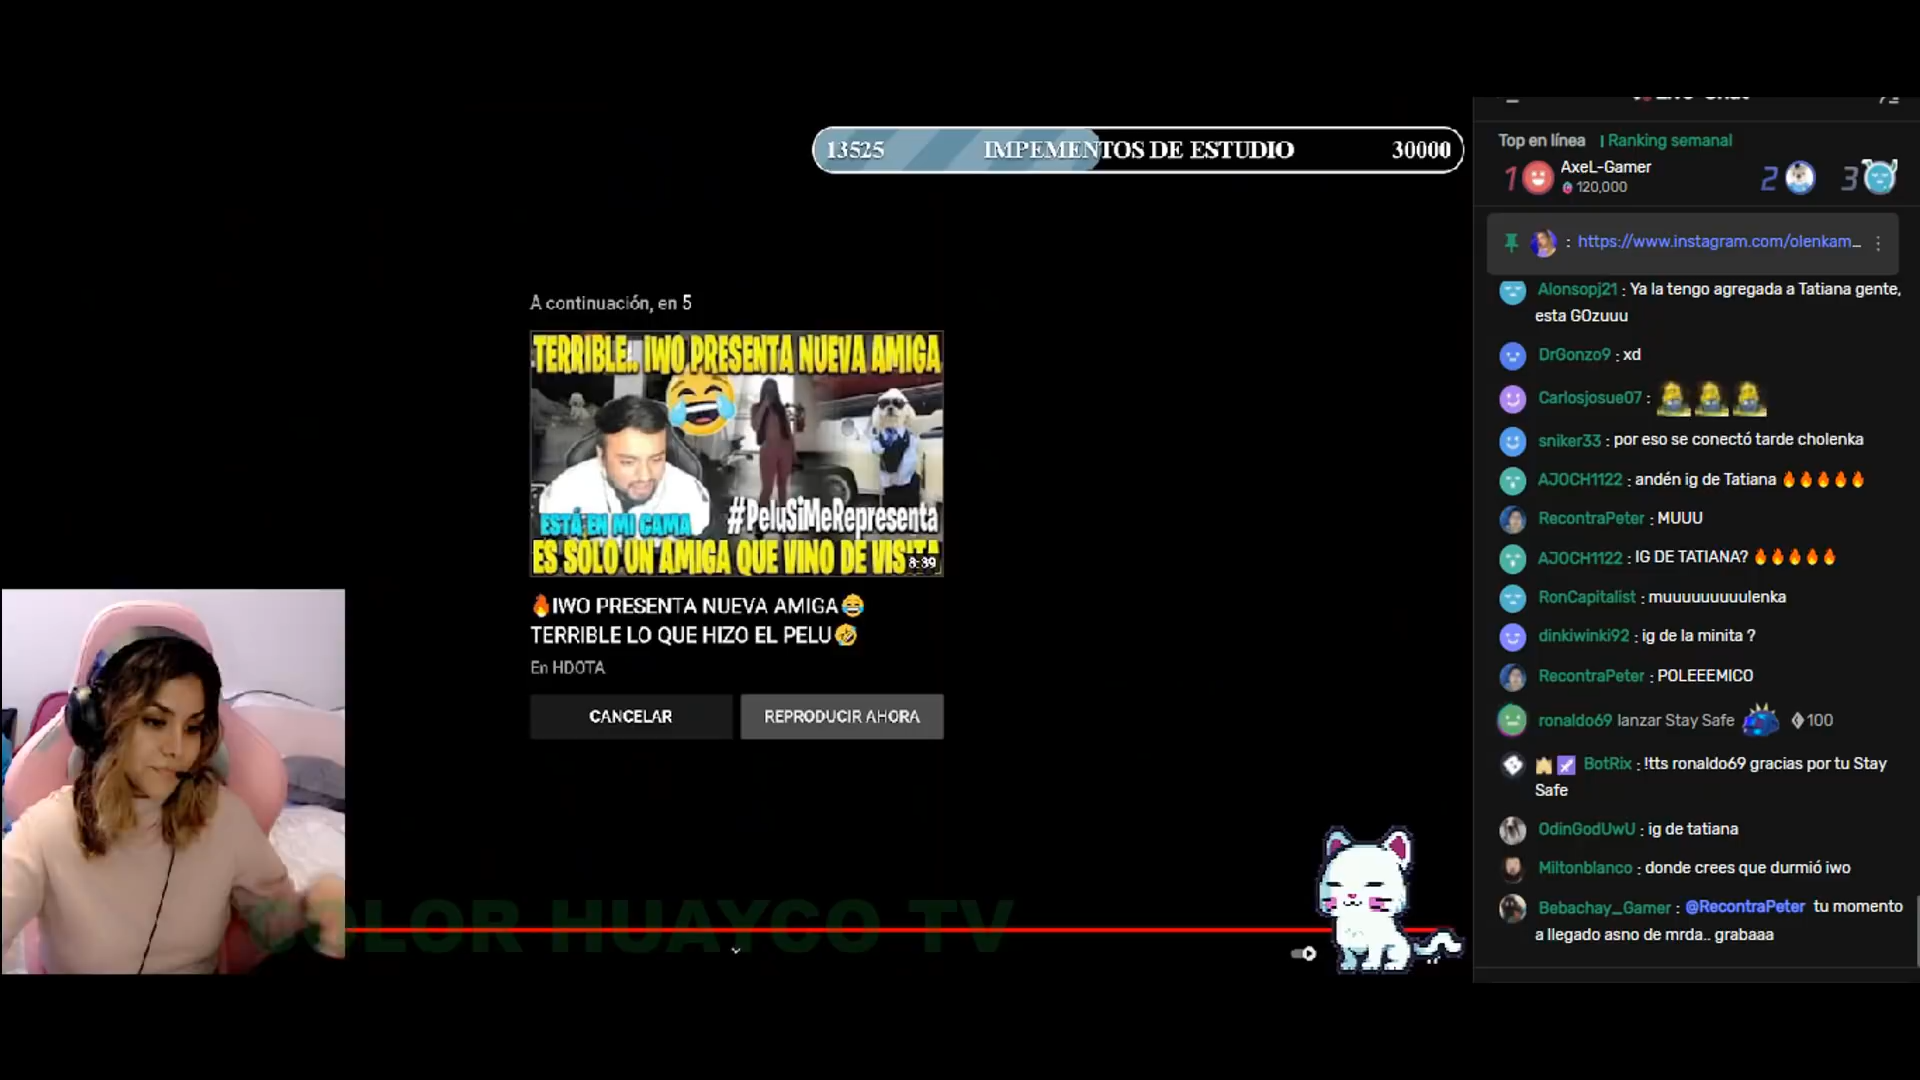 13525 IMPEMENTOS DE ESTUDIO 30000
A continuación, en 5
TERRIBLE.. IWO PRESENTA NUEVA AMIGA
ESTÁ EN MI CAMA
#PeluSiMeRepresenta
ES SOLO UN AMIGA QUE VINO DE VISITA
8:39
🔥IWO PRESENTA NUEVA AMIGA😂
TERRIBLE LO QUE HIZO EL PELU🤣
En HDOTA
CANCELAR
REPRODUCIR AHORA
COLOR HUAYCO TV
Top en línea | Ranking semanal
1 AxeL-Gamer 2 3
120,000
: https://www.instagram.com/olenkam...
Alonsopj21 : Ya la tengo agregada a Tatiana gente,
esta GOzuuu
DrGonzo9 : xd
Carlosjosue07 :
sniker33 : por eso se conectó tarde cholenka
AJOCH1122 : andén ig de Tatiana 🔥🔥🔥🔥🔥
RecontraPeter : MUUU
AJOCH1122 : IG DE TATIANA? 🔥🔥🔥🔥🔥
RonCapitalist : muuuuuuuuulenka
dinkiwinki92 : ig de la minita ?
RecontraPeter : POLEEEMICO
ronaldo69 lanzar Stay Safe 100
BotRix : !tts ronaldo69 gracias por tu Stay
Safe
OdinGodUwU : ig de tatiana
Miltonblanco : donde crees que durmió iwo
Bebachay_Gamer : @RecontraPeter tu momento
a llegado asno de mrda.. grabaaa